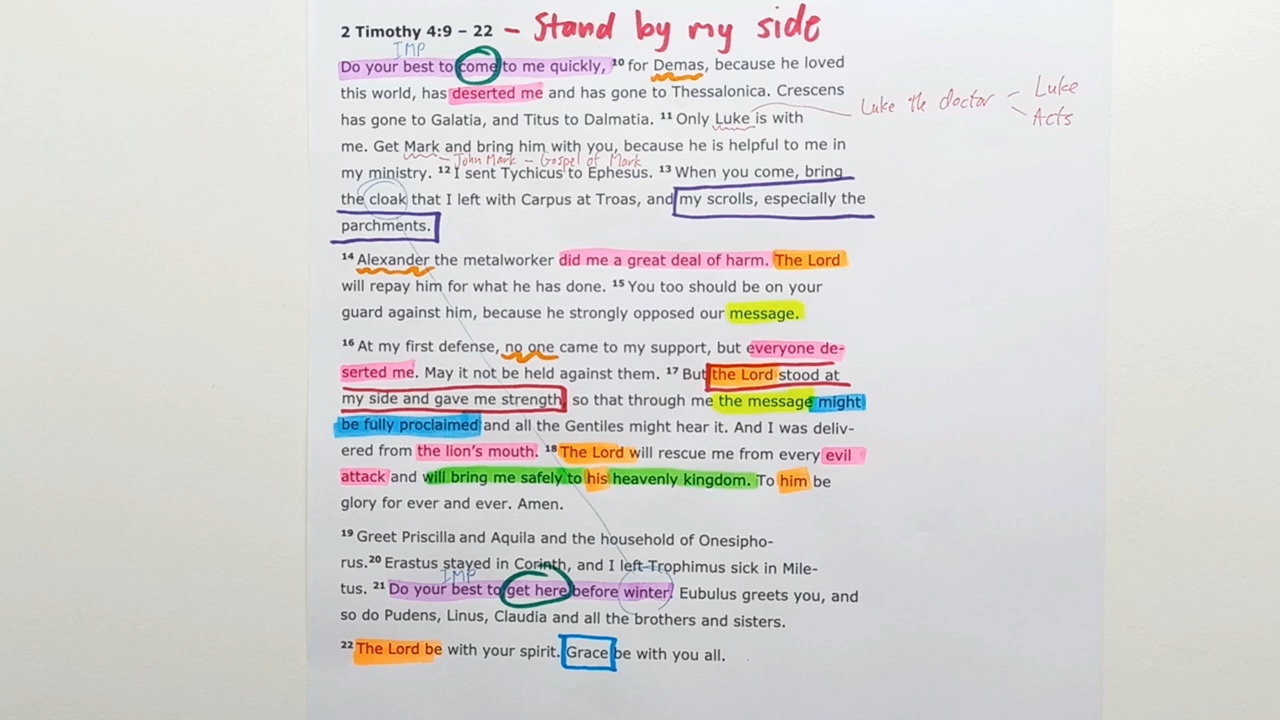 2 Timothy 4:9 – 22 – Stand by my side
IMP
Do your best to come to me quickly, 10 for Demas, because he loved
this world, has deserted me and has gone to Thessalonica. Crescens
Luke the doctor – Luke
Acts
has gone to Galatia, and Titus to Dalmatia. 11 Only Luke is with
me. Get Mark and bring him with you, because he is helpful to me in
John Mark – Gospel of Mark
my ministry. 12 I sent Tychicus to Ephesus. 13 When you come, bring
the cloak that I left with Carpus at Troas, and my scrolls, especially the
parchments.
14 Alexander the metalworker did me a great deal of harm. The Lord
will repay him for what he has done. 15 You too should be on your
guard against him, because he strongly opposed our message.
16 At my first defense, no one came to my support, but everyone de-
serted me. May it not be held against them. 17 But the Lord stood at
my side and gave me strength, so that through me the message might
be fully proclaimed and all the Gentiles might hear it. And I was deliv-
ered from the lion's mouth. 18 The Lord will rescue me from every evil
attack and will bring me safely to his heavenly kingdom. To him be
glory for ever and ever. Amen.
19 Greet Priscilla and Aquila and the household of Onesipho-
rus. 20 Erastus stayed in Corinth, and I left Trophimus sick in Mile-
IMP
tus. 21 Do your best to get here before winter. Eubulus greets you, and
so do Pudens, Linus, Claudia and all the brothers and sisters.
22 The Lord be with your spirit. Grace be with you all.